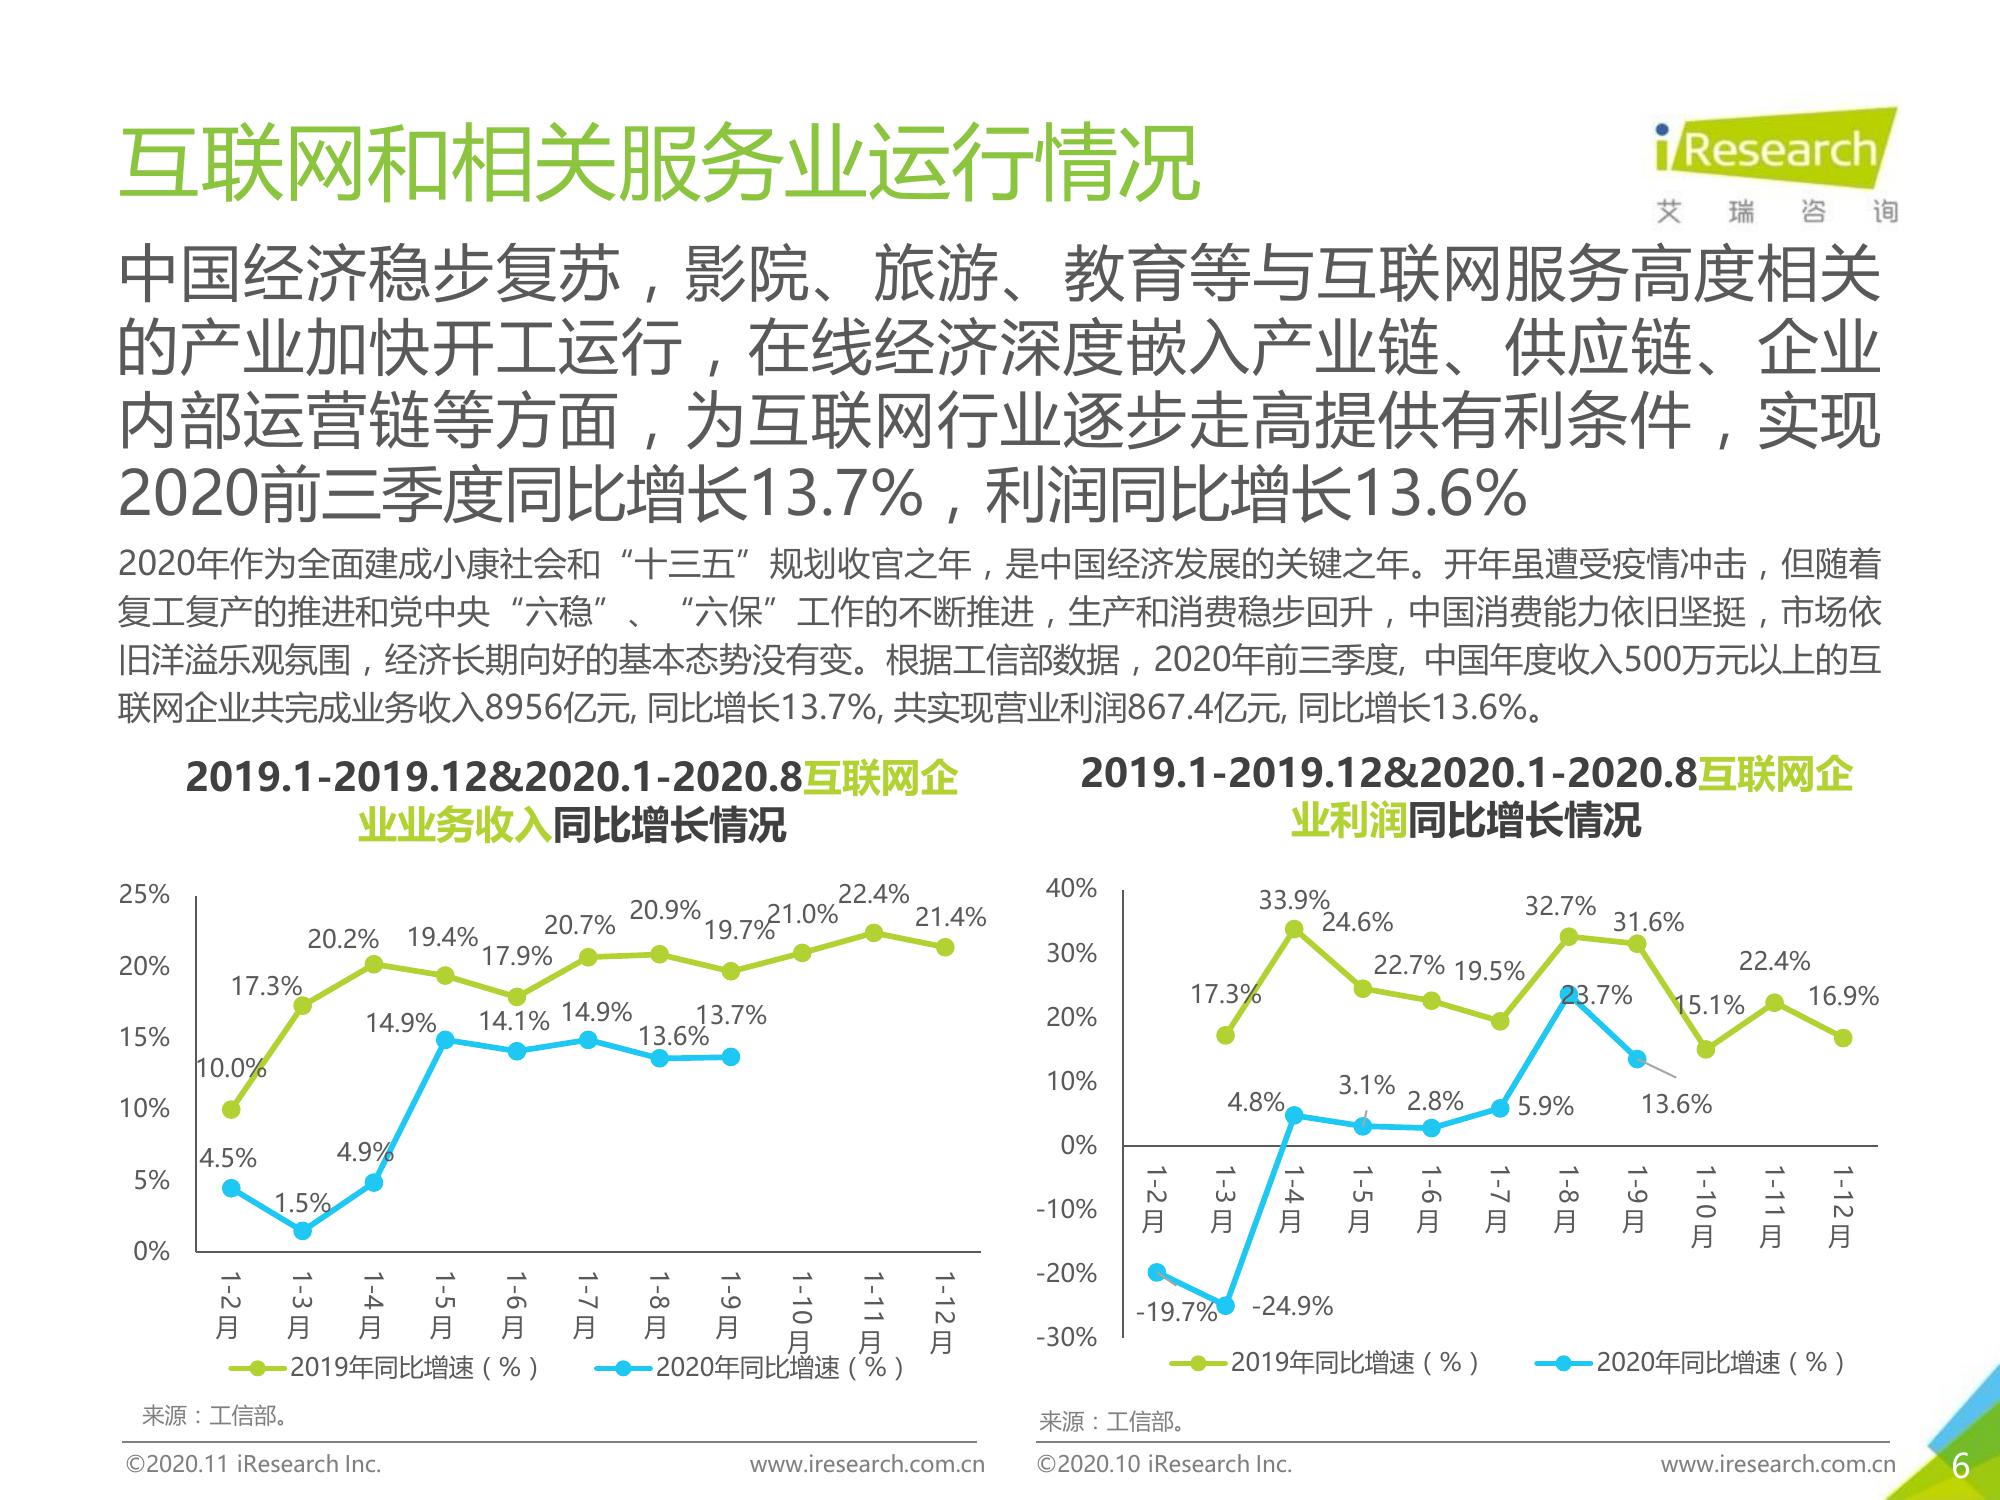 互联网和相关服务业运行情况
iResearch
艾瑞咨询
中国经济稳步复苏，影院、旅游、教育等与互联网服务高度相关
的产业加快开工运行，在线经济深度嵌入产业链、供应链、企业
内部运营链等方面，为互联网行业逐步走高提供有利条件，实现
2020前三季度同比增长13.7%，利润同比增长13.6%
2020年作为全面建成小康社会和“十三五”规划收官之年，是中国经济发展的关键之年。开年虽遭受疫情冲击，但随着
复工复产的推进和党中央“六稳”、“六保”工作的不断推进，生产和消费稳步回升，中国消费能力依旧坚挺，市场依
旧洋溢乐观氛围，经济长期向好的基本态势没有变。根据工信部数据，2020年前三季度, 中国年度收入500万元以上的互
联网企业共完成业务收入8956亿元, 同比增长13.7%, 共实现营业利润867.4亿元, 同比增长13.6%。
2019.1-2019.12&2020.1-2020.8互联网企
业业务收入同比增长情况
25%
20%
15%
10%
5%
0%
10.0%
17.3%
20.2%
19.4%
17.9%
20.7%
20.9%
19.7%
21.0%
22.4%
21.4%
4.5%
1.5%
4.9%
14.9%
14.1%
14.9%
13.6%
13.7%
1-2月
1-3月
1-4月
1-5月
1-6月
1-7月
1-8月
1-9月
1-10月
1-11月
1-12月
2019年同比增速（%）
2020年同比增速（%）
来源：工信部。
©2020.11 iResearch Inc.
www.iresearch.com.cn
2019.1-2019.12&2020.1-2020.8互联网企
业利润同比增长情况
40%
30%
20%
10%
0%
-10%
-20%
-30%
17.3%
33.9%
24.6%
22.7%
19.5%
32.7%
31.6%
15.1%
22.4%
16.9%
-19.7%
-24.9%
4.8%
3.1%
2.8%
5.9%
23.7%
13.6%
1-2月
1-3月
1-4月
1-5月
1-6月
1-7月
1-8月
1-9月
1-10月
1-11月
1-12月
2019年同比增速（%）
2020年同比增速（%）
来源：工信部。
©2020.10 iResearch Inc.
www.iresearch.com.cn
6